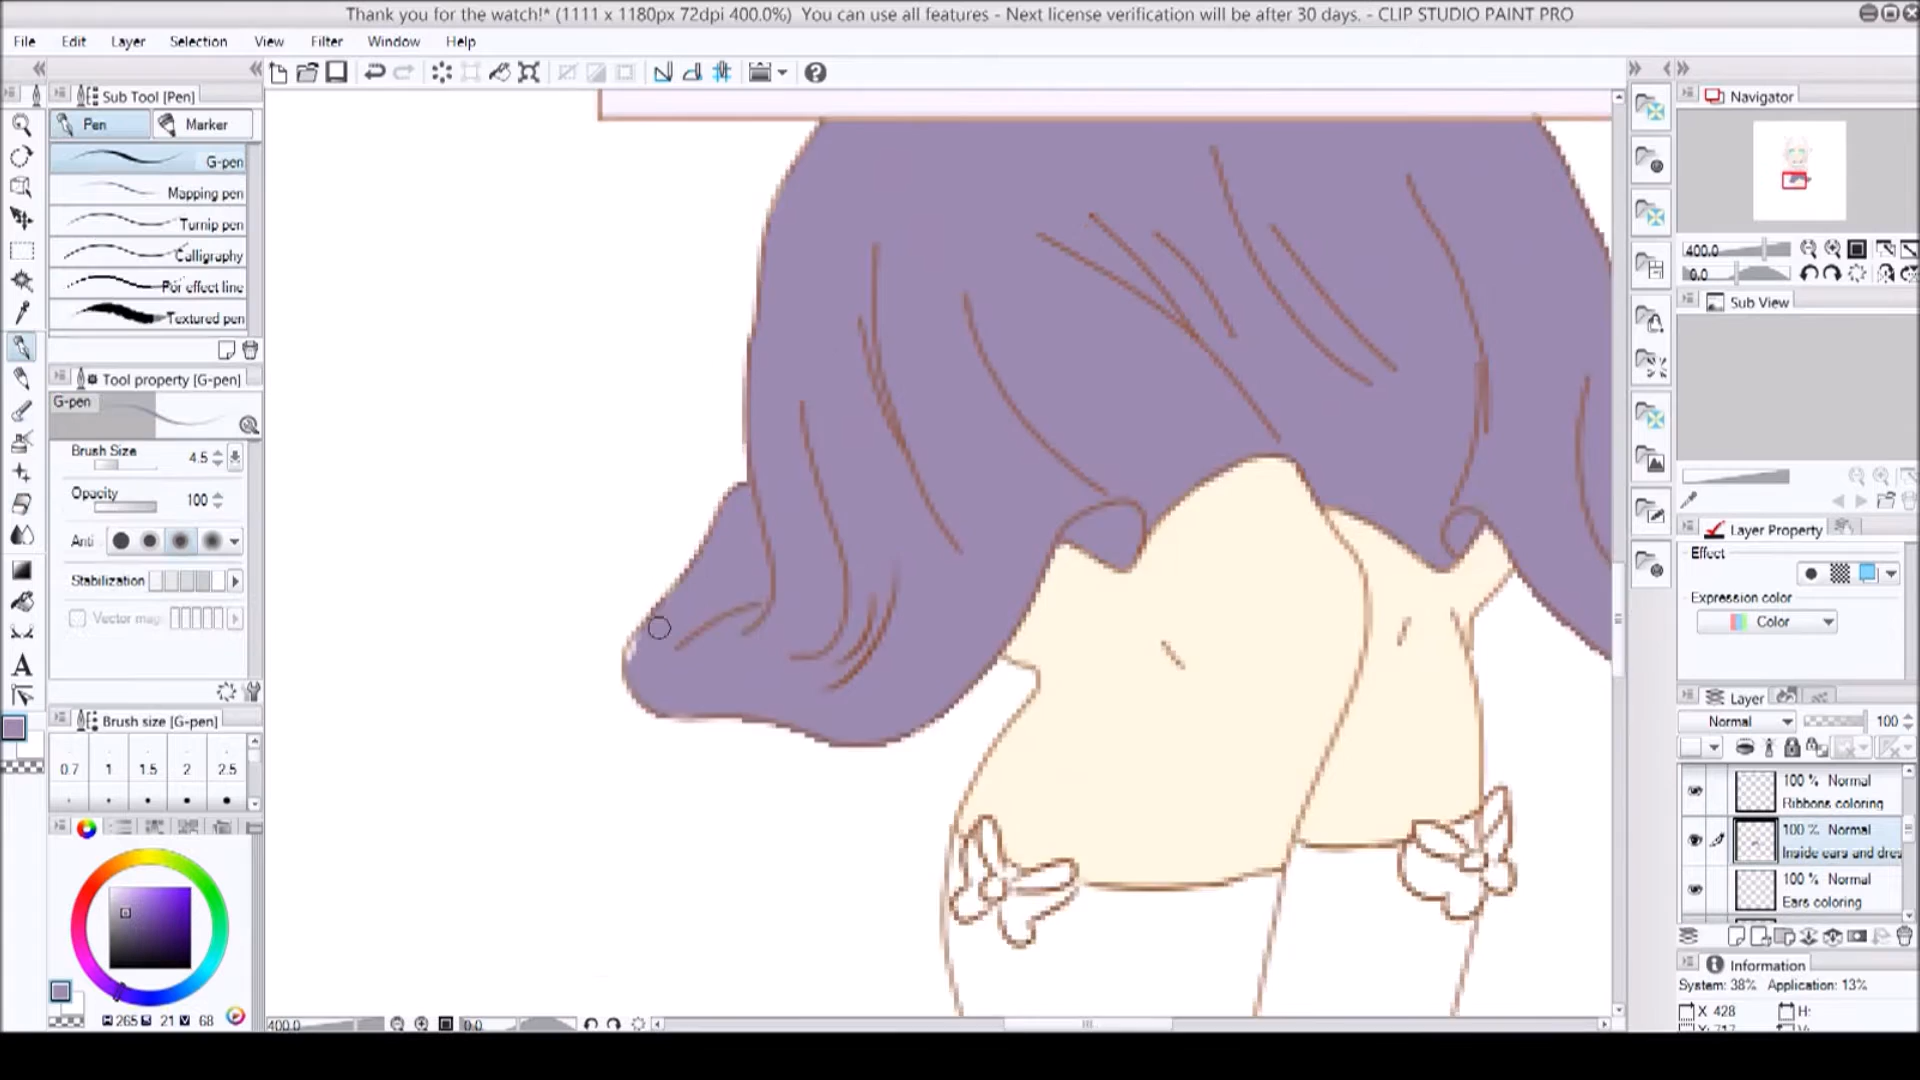 Thank you for the watch!* (1111 x 1180px 72dpi 400.0%)  You can use all features - Next license verification will be after 30 days. - CLIP STUDIO PAINT PRO
File Edit Layer Selection View Filter Window Help
Sub Tool [Pen]
Pen Marker
G-pen
Mapping pen
Turnip pen
Calligraphy
For effect line
Textured pen
Tool property [G-pen]
G-pen
Brush Size 4.5
Opacity 100
Anti
Stabilization
Vector mag
Brush size [G-pen]
0.7 1 1.5 2 2.5
H 265 S 21 V 68
400.0 0.0
Navigator
400.0
0.0
Sub View
Layer Property
Effect
Expression color
Color
Layer
Normal 100
100 % Normal
Ribbons coloring
100 % Normal
Inside ears and dres
100 % Normal
Ears coloring
Information
System: 38% Application: 13%
X 428 H: